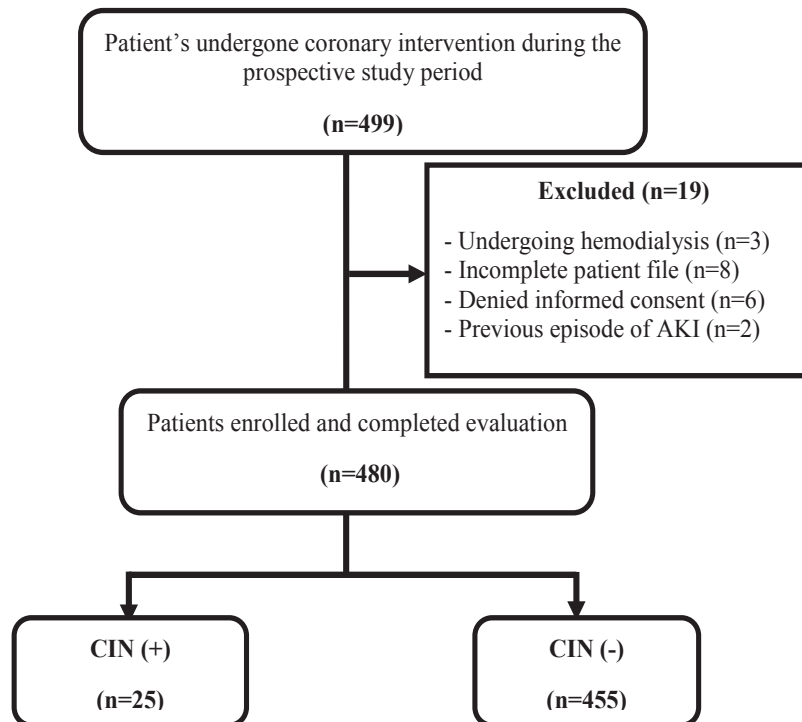 Patient's undergone coronary intervention during the
prospective study period
(n=499)
Excluded (n=19)
- Undergoing hemodialysis (n=3)
- Incomplete patient file (n=8)
- Denied informed consent (n=6)
- Previous episode of AKI (n=2)
Patients enrolled and completed evaluation
(n=480)
CIN (+)
(n=25)
CIN (-)
(n=455)